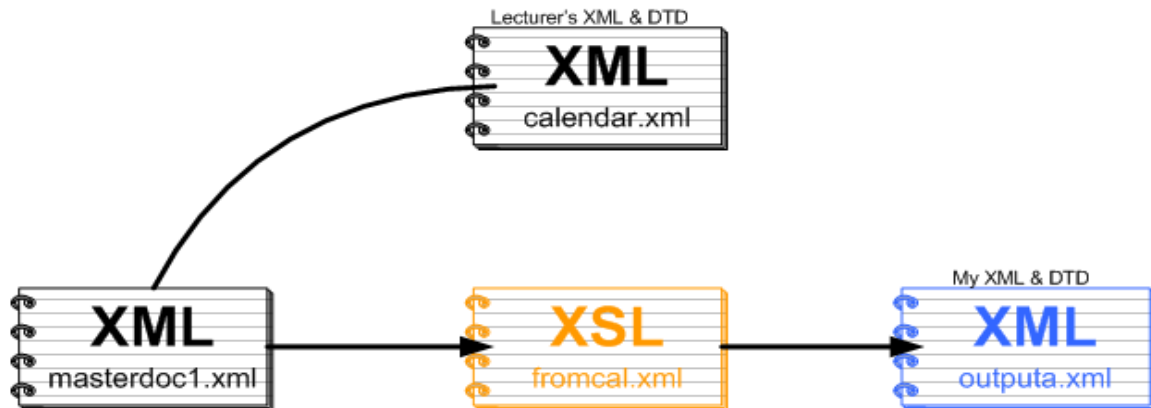 Lecturer's XML & DTD
XML
calendar.xml
XML
masterdoc1.xml
XSL
fromcal.xml
My XML & DTD
XML
outputa.xml